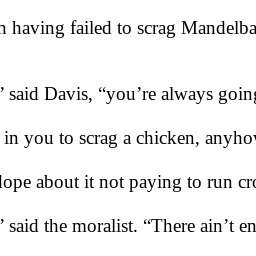 having failed to scrag Mandelba
” said Davis, “you’re always going
in you to scrag a chicken, anyhow
dope about it not paying to run cro
” said the moralist. “There ain’t en